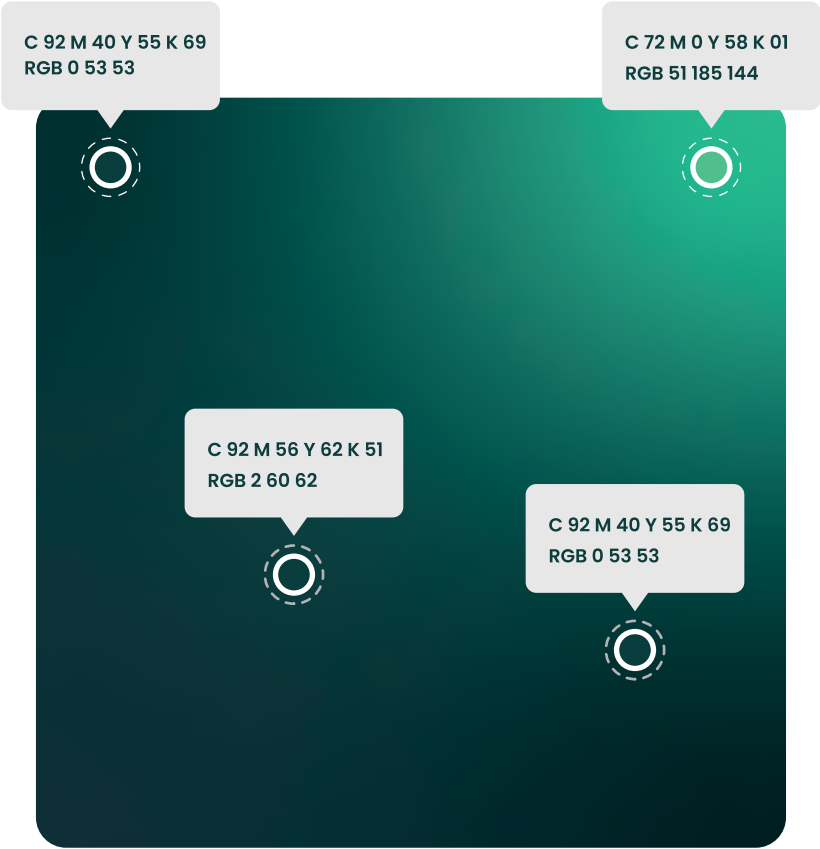 C 92 M 40 Y 55 K 69
RGB 0 53 53
C 72 M 0 Y 58 K 01
RGB 51 185 144
C 92 M 56 Y 62 K 51
RGB 2 60 62
C 92 M 40 Y 55 K 69
RGB 0 53 53